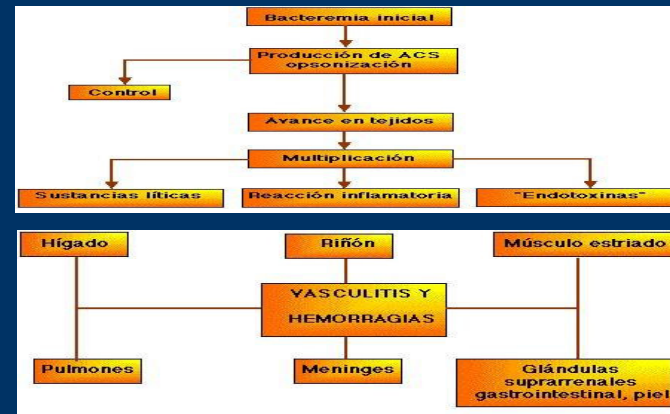 Bacteremia inicial
Producción de ACS
opsonización
Control
Avance en tejidos
Multiplicación
Sustancias líticas
Reacción inflamatoria
"Endotoxinas"
Hígado
Riñón
Músculo estriado
VASCULITIS Y
HEMORRAGIAS
Pulmones
Meninges
Glándulas
suprarrenales
gastrointestinal, piel